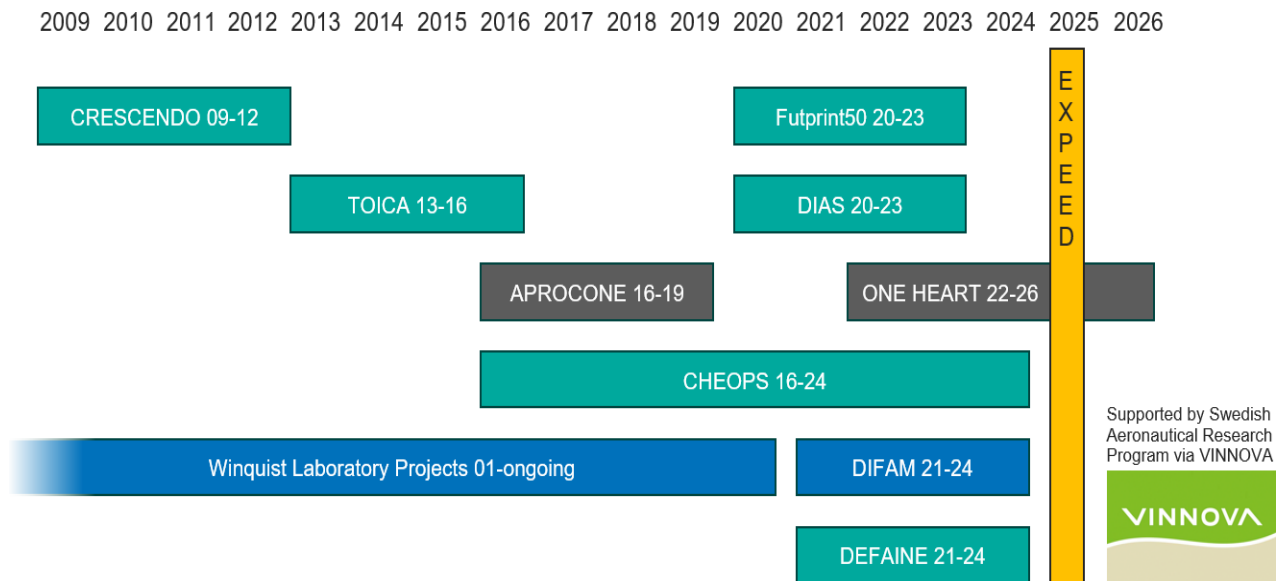 2009 2010 2011 2012 2013 2014 2015 2016 2017 2018 2019 2020 2021 2022 2023 2024 2025 2026
CRESCENDO 09-12
Futprint50 20-23
TOICA 13-16
DIAS 20-23
EXPEED
APROCONE 16-19
ONE HEART 22-26
CHEOPS 16-24
Winquist Laboratory Projects 01-ongoing
DIFAM 21-24
DEFAINE 21-24
Supported by Swedish
Aeronautical Research
Program via VINNOVA
VINNOVA